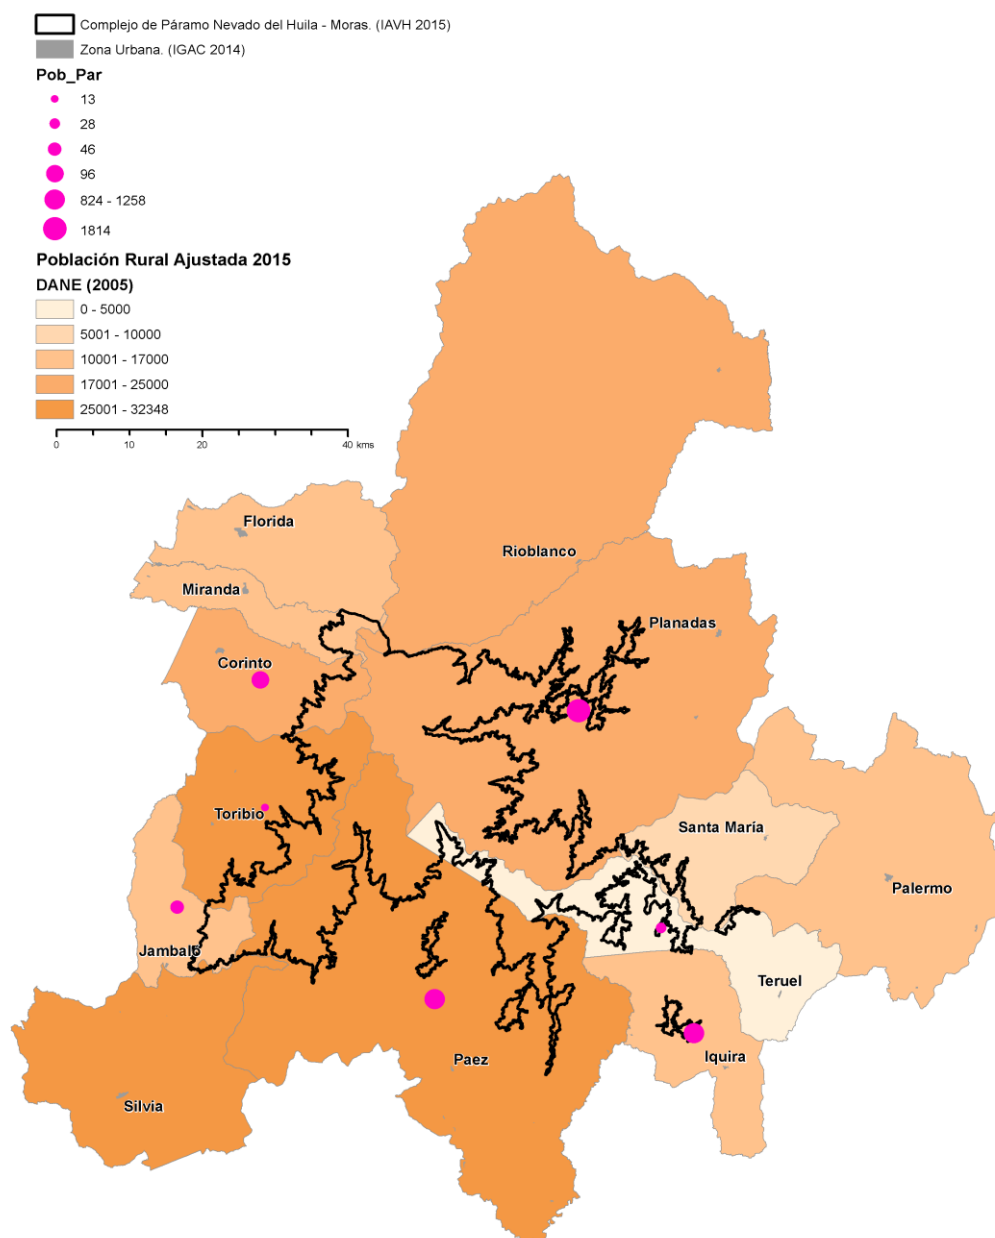 Complejo de Páramo Nevado del Huila - Moras. (IAVH 2015)
Zona Urbana. (IGAC 2014)
Pob_Par
13
28
46
96
824 - 1258
1814
Población Rural Ajustada 2015
DANE (2005)
0 - 5000
5001 - 10000
10001 - 17000
17001 - 25000
25001 - 32348
0 10 20 40 kms
Florida
Rioblanco
Miranda
Planadas
Corinto
Toribio
Santa María
Palermo
Jambaló
Teruel
Paez
Iquira
Silvia